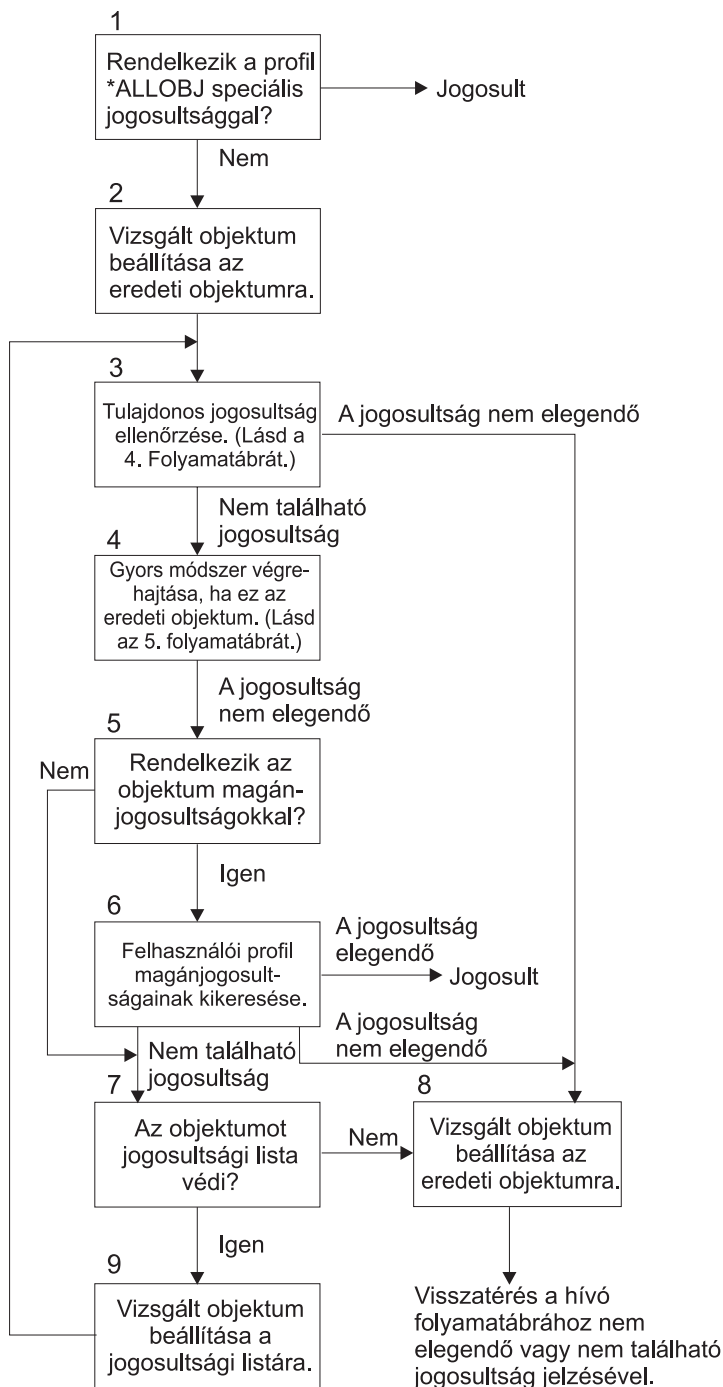 1
Rendelkezik a profil
*ALLOBJ speciális
jogosultsággal?
Jogosult
Nem
2
Vizsgált objektum
beállítása az
eredeti objektumra.
3
Tulajdonos jogosultság
ellenőrzése. (Lásd a
4. Folyamatábrát.)
A jogosultság nem elegendő
Nem található
jogosultság
4
Gyors módszer végre-
hajtása, ha ez az
eredeti objektum. (Lásd
az 5. folyamatábrát.)
A jogosultság
nem elegendő
5
Rendelkezik az
objektum magán-
jogosultságokkal?
Nem
Igen
6
Felhasználói profil
magánjogosult-
ságainak kikeresése.
A jogosultság
elegendő
Jogosult
A jogosultság
nem elegendő
Nem található
jogosultság
7
Az objektumot
jogosultsági lista
védi?
Nem
8
Vizsgált objektum
beállítása az
eredeti objektumra.
Igen
9
Vizsgált objektum
beállítása a
jogosultsági listára.
Visszatérés a hívó
folyamatábrához nem
elegendő vagy nem található
jogosultság jelzésével.